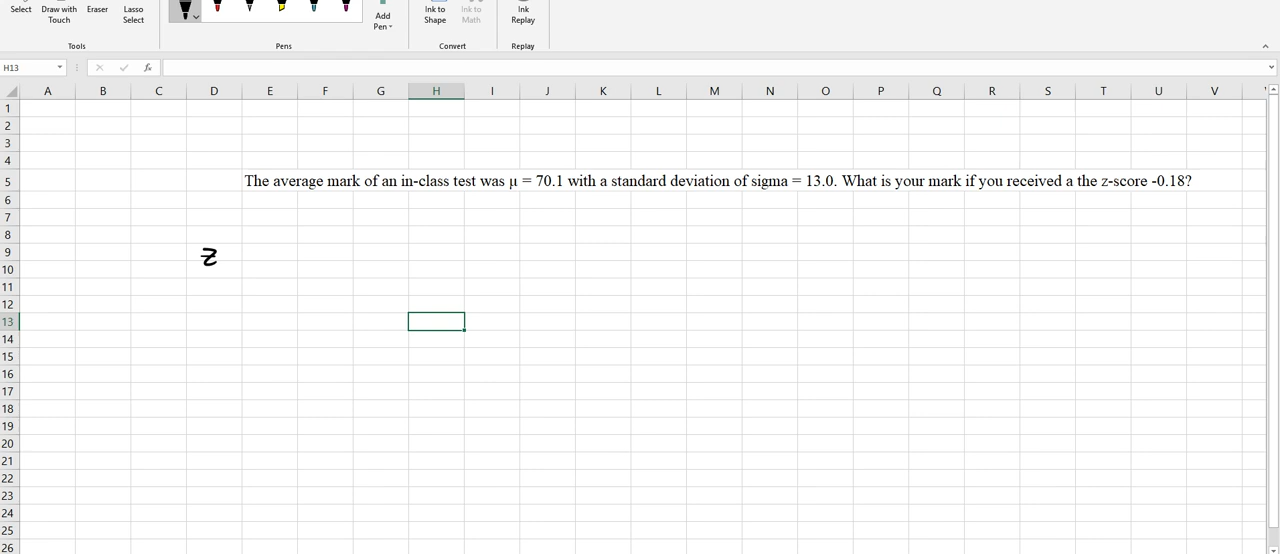 Select
Draw with Touch
Eraser
Lasso Select
Add Pen
Ink to Shape
Ink to Math
Ink Replay
Tools
Pens
Convert
Replay
H13
fx
A B C D E F G H I J K L M N O P Q R S T U V
1
2
3
4
5 The average mark of an in-class test was μ = 70.1 with a standard deviation of sigma = 13.0. What is your mark if you received a the z-score -0.18?
6
7
8
9
z
10
11
12
13
14
15
16
17
18
19
20
21
22
23
24
25
26